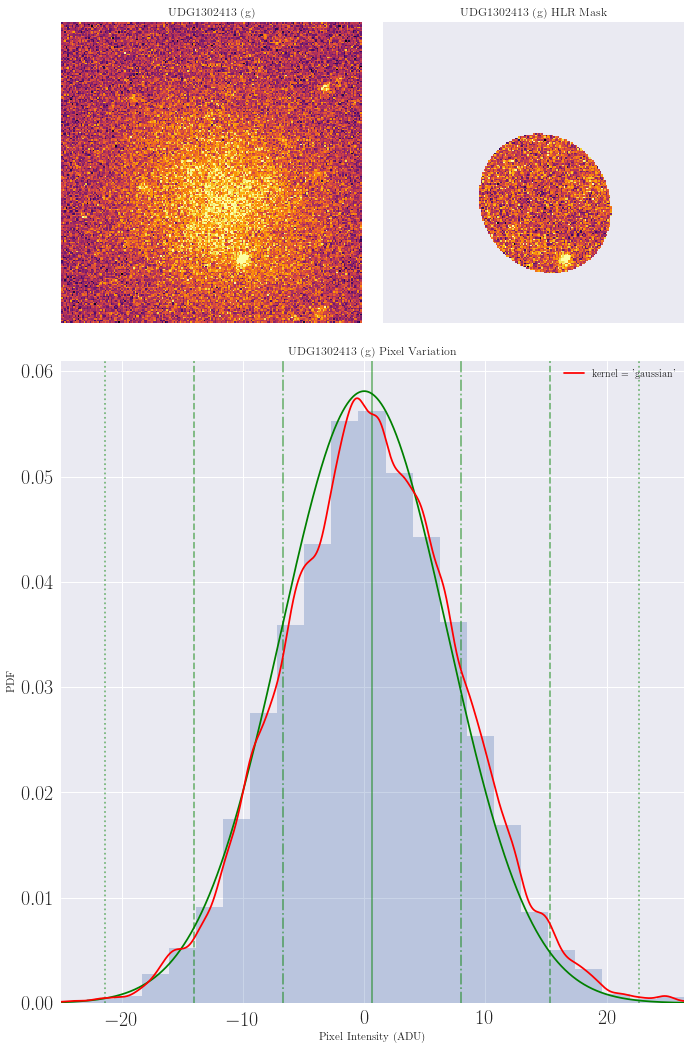 UDG1302413 (g)
UDG1302413 (g) HLR Mask
UDG1302413 (g) Pixel Variation
kernel = 'gaussian'
0.06
0.05
0.04
0.03
0.02
0.01
0.00
PDF
−20
−10
0
10
20
Pixel Intensity (ADU)